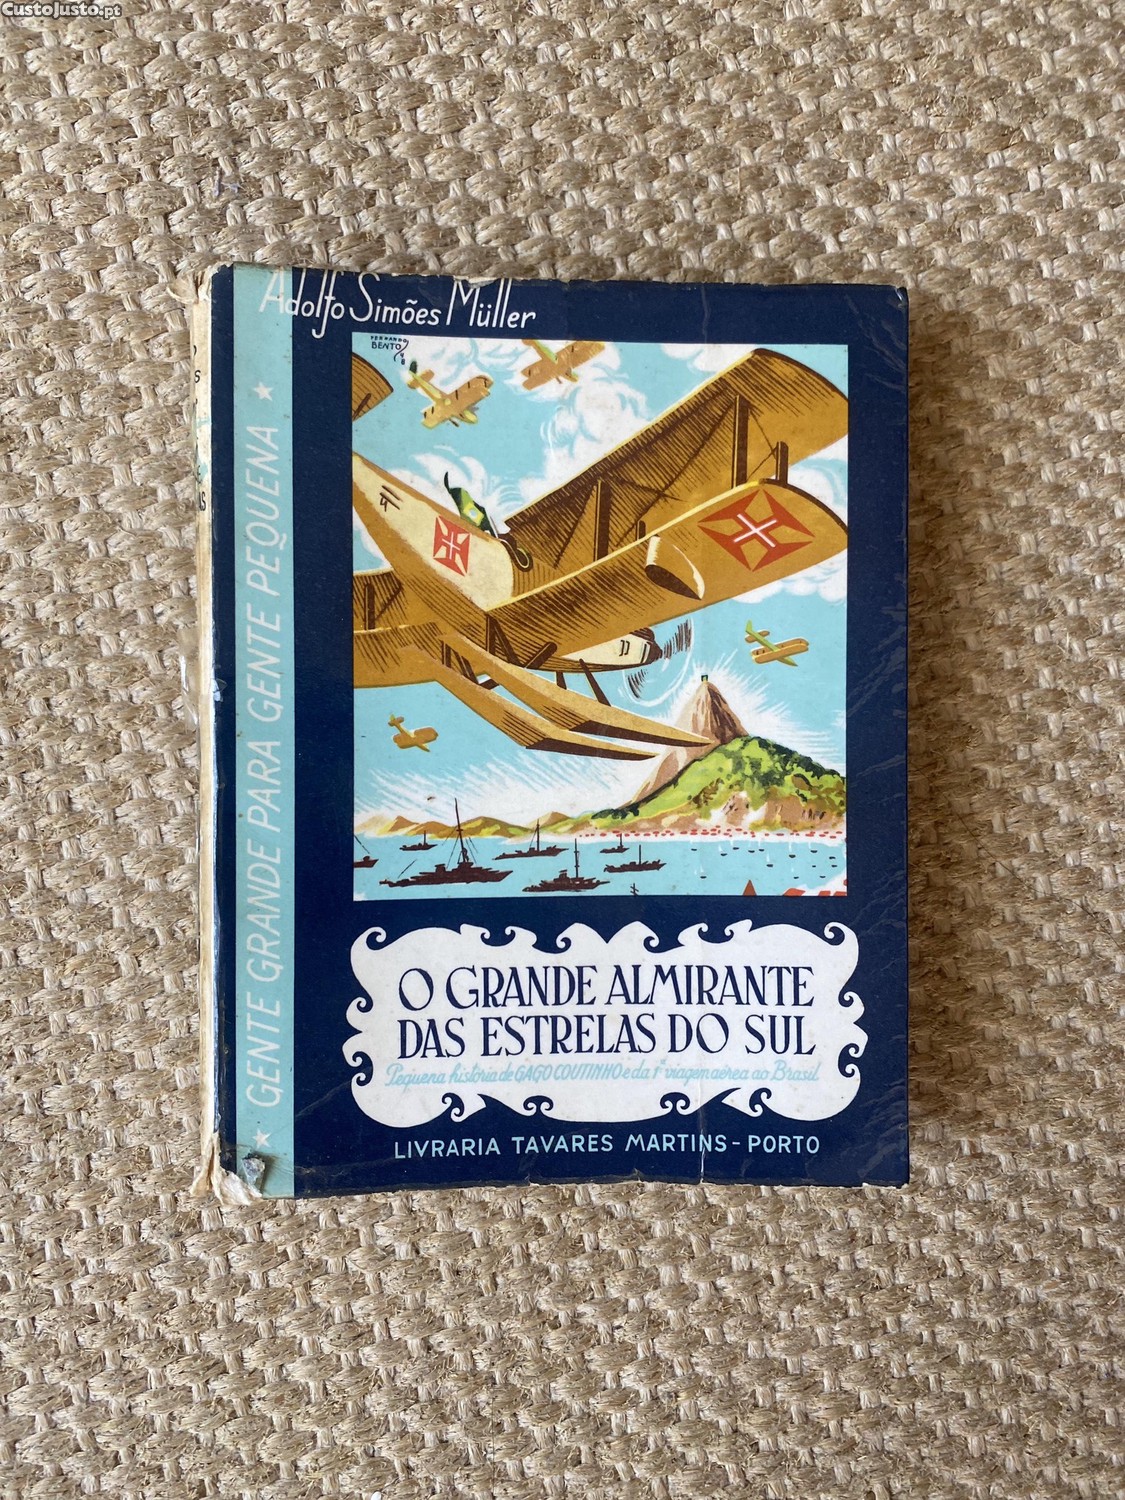 CustoJusto.pt
Adolfo Simões Müller
FERNANDO
BENTO
GENTE GRANDE PARA GENTE PEQUENA
O GRANDE ALMIRANTE
DAS ESTRELAS DO SUL
Pequena história de GAGO COUTINHO e da 1ª viagem aérea ao Brasil
LIVRARIA TAVARES MARTINS - PORTO